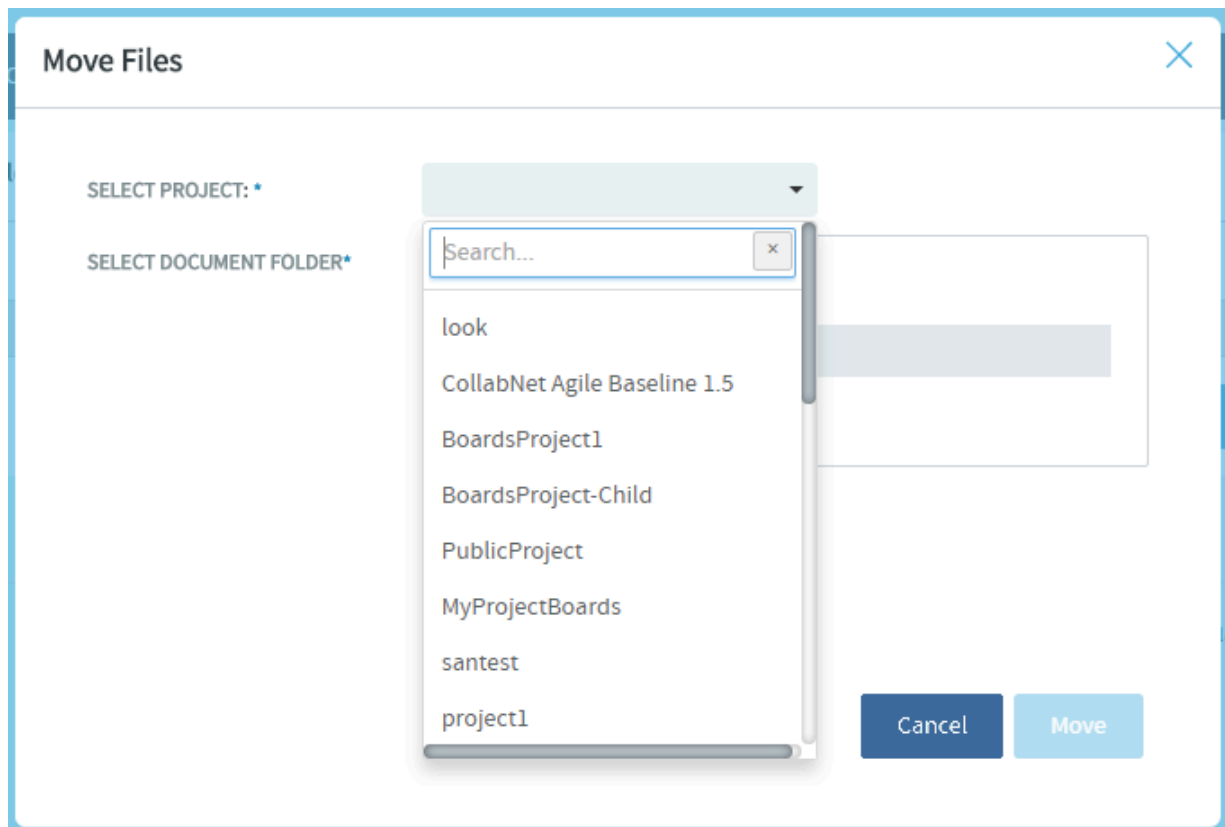 Move Files
SELECT PROJECT: *
Search...
SELECT DOCUMENT FOLDER*
look
CollabNet Agile Baseline 1.5
BoardsProject1
BoardsProject-Child
PublicProject
MyProjectBoards
santest
project1
Cancel
Move